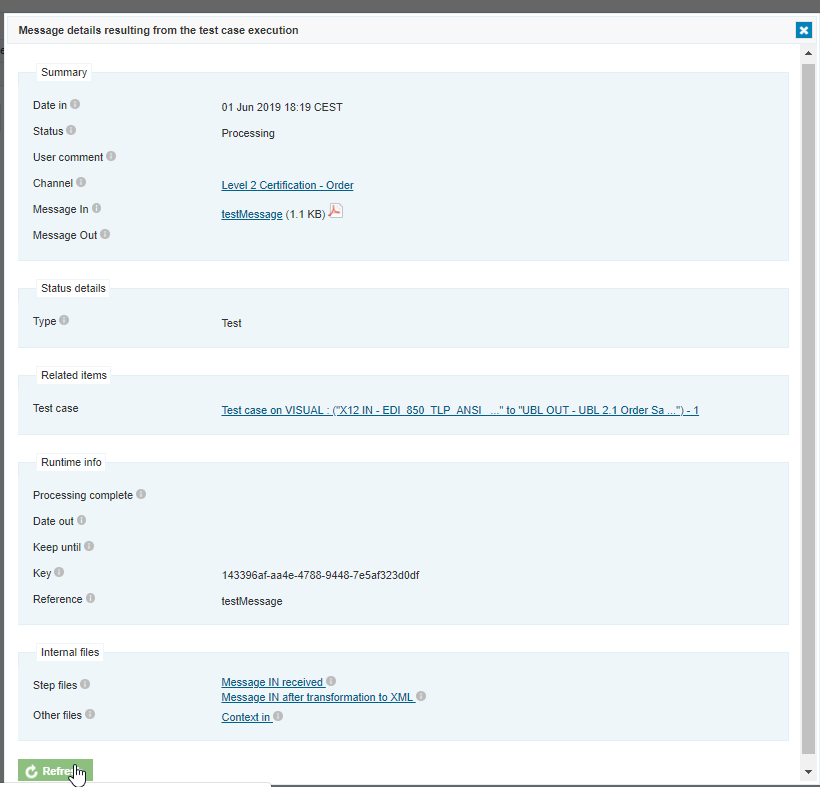 Message details resulting from the test case execution
Summary
Date in
01 Jun 2019 18:19 CEST
Status
Processing
User comment
Channel
Level 2 Certification - Order
Message In
testMessage (1.1 KB)
Message Out
Status details
Type
Test
Related items
Test case
Test case on VISUAL : ("X12 IN - EDI_850_TLP_ANSI_ ..." to "UBL OUT - UBL 2.1 Order Sa ...") - 1
Runtime info
Processing complete
Date out
Keep until
Key
143396af-aa4e-4788-9448-7e5af323d0df
Reference
testMessage
Internal files
Step files
Message IN received
Message IN after transformation to XML
Other files
Context in